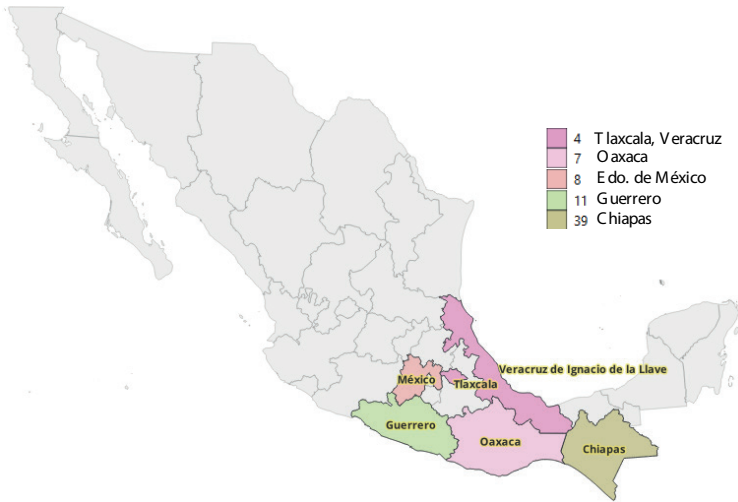 4 Tlaxcala, Veracruz
7 Oaxaca
8 Edo. de México
11 Guerrero
39 Chiapas
Veracruz de Ignacio de la Llave
México
Tlaxcala
Guerrero
Oaxaca
Chiapas